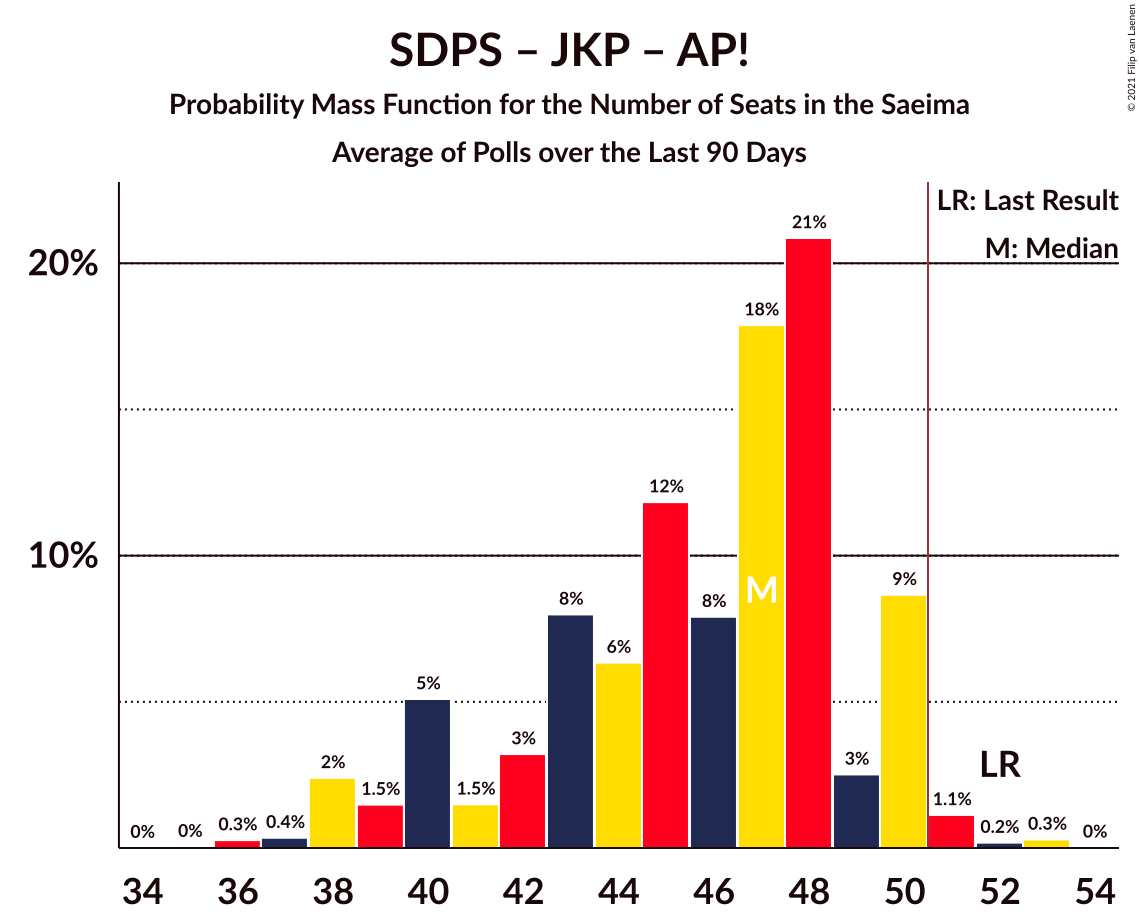 SDPS – JKP – AP!
Probability Mass Function for the Number of Seats in the Saeima
Average of Polls over the Last 90 Days
© 2021 Filip van Laenen
LR: Last Result
M: Median
20%
10%
0%
0%
0.3%
0.4%
2%
1.5%
5%
1.5%
3%
8%
6%
12%
8%
18%
21%
3%
9%
1.1%
0.2%
0.3%
0%
M
LR
34 36 38 40 42 44 46 48 50 52 54